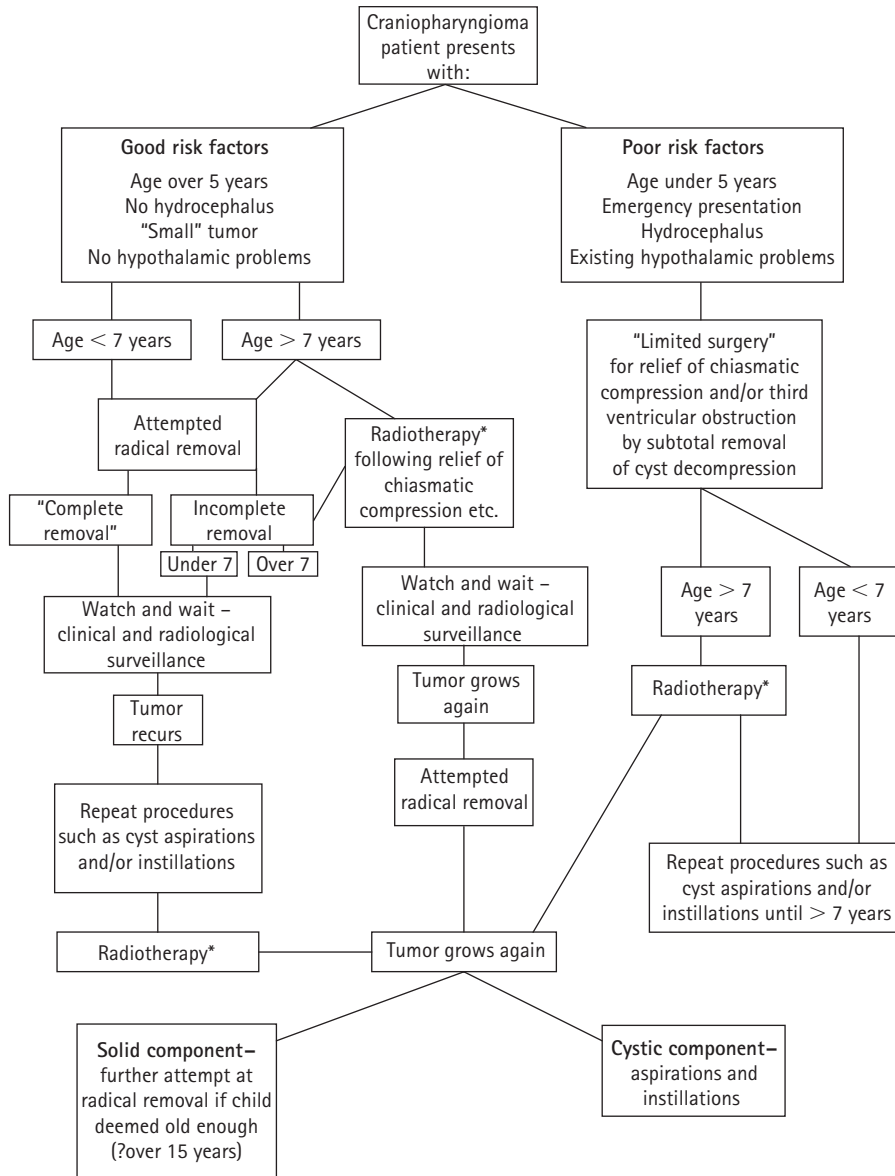 Craniopharyngioma
patient presents
with:
Good risk factors
Age over 5 years
No hydrocephalus
“Small” tumor
No hypothalamic problems
Poor risk factors
Age under 5 years
Emergency presentation
Hydrocephalus
Existing hypothalamic problems
Age < 7 years
Age > 7 years
“Limited surgery”
for relief of chiasmatic
compression and/or third
ventricular obstruction
by subtotal removal
of cyst decompression
Attempted
radical removal
Radiotherapy*
following relief of
chiasmatic
compression etc.
“Complete
removal”
Incomplete
removal
Under 7
Over 7
Watch and wait –
clinical and radiological
surveillance
Watch and wait –
clinical and radiological
surveillance
Age > 7
years
Age < 7
years
Tumor
recurs
Tumor grows
again
Radiotherapy*
Attempted
radical removal
Repeat procedures
such as cyst aspirations
and/or instillations
Repeat procedures such as
cyst aspirations and/or
instillations until > 7 years
Radiotherapy*
Tumor grows again
Solid component–
further attempt at
radical removal if child
deemed old enough
(?over 15 years)
Cystic component–
aspirations and
instillations